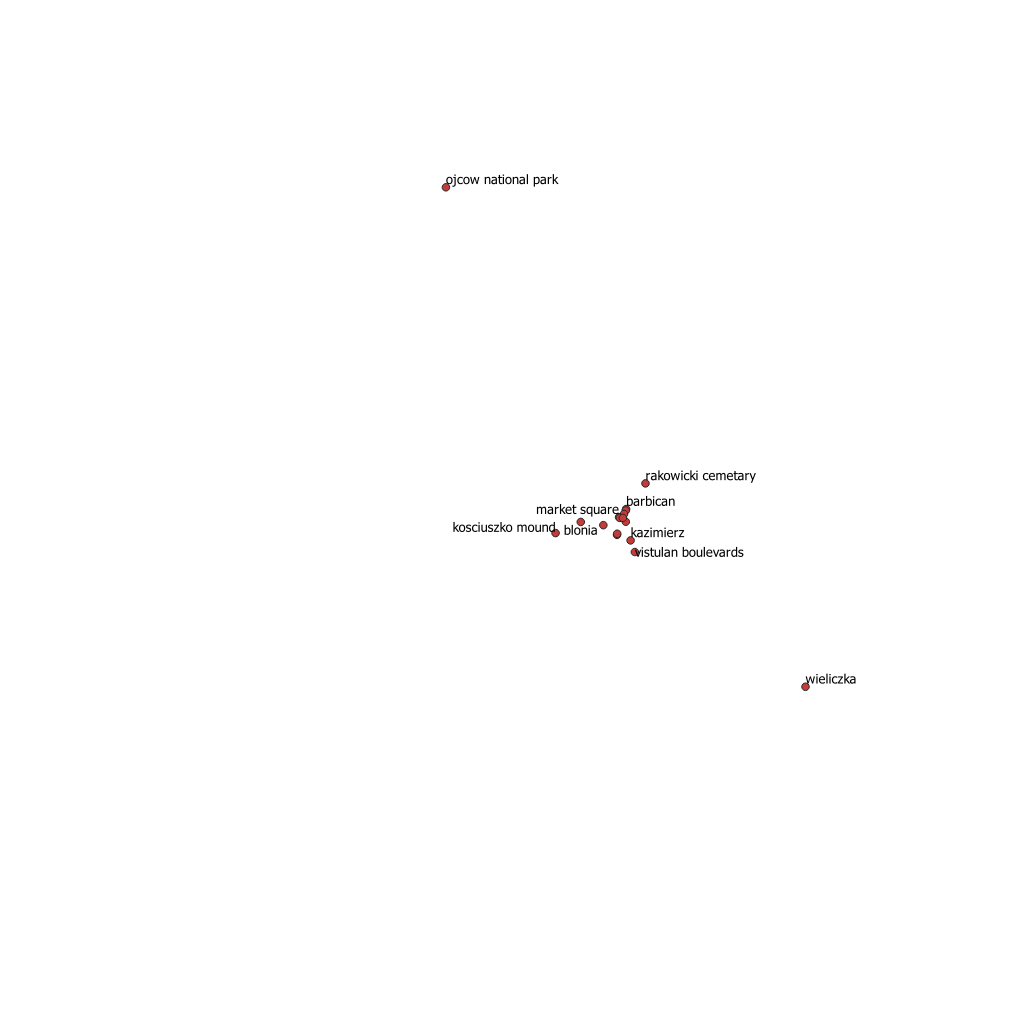 ojcow national park
rakowicki cemetary
barbican
market square
kosciuszko mound
blonia
kazimierz
vistulan boulevards
wieliczka